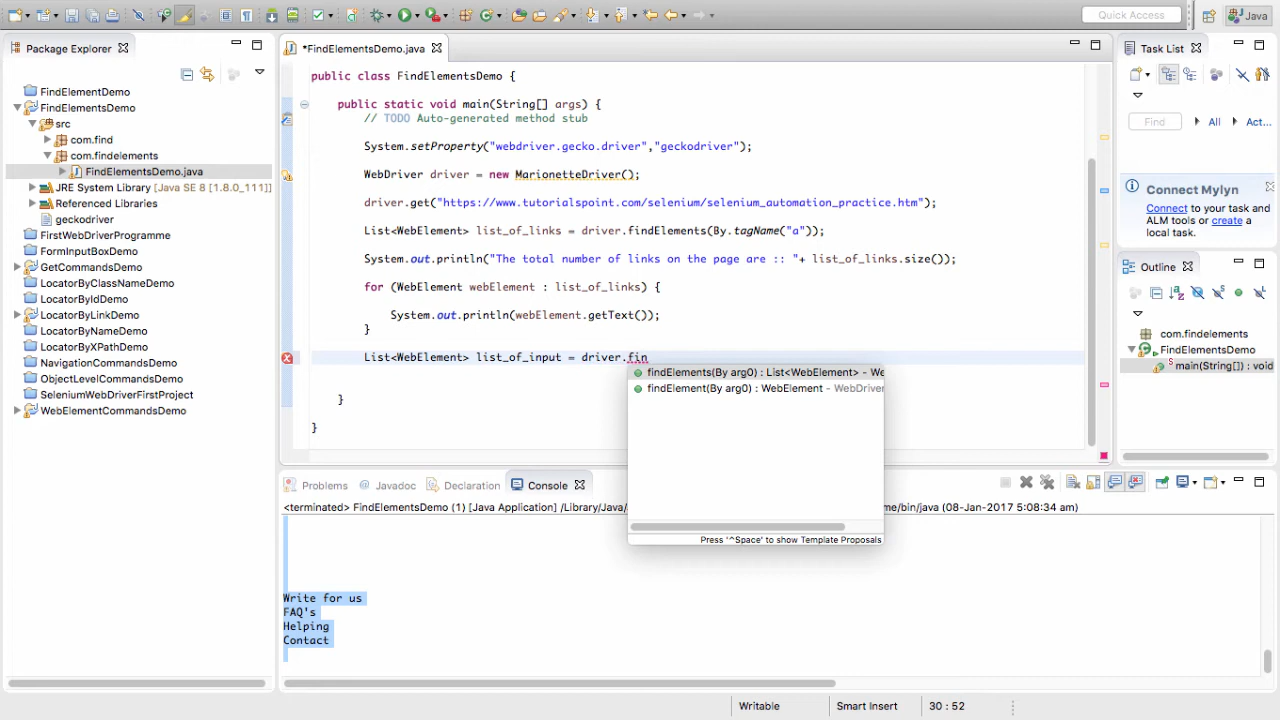 Quick Access
Java
Package Explorer
FindElementDemo
FindElementsDemo
src
com.find
com.findelements
FindElementsDemo.java
JRE System Library [Java SE 8 [1.8.0_111]]
Referenced Libraries
geckodriver
FirstWebDriverProgramme
FormInputBoxDemo
GetCommandsDemo
LocatorByClassNameDemo
LocatorByIdDemo
LocatorByLinkDemo
LocatorByNameDemo
LocatorByXPathDemo
NavigationCommandsDemo
ObjectLevelCommandsDemo
SeleniumWebDriverFirstProject
WebElementCommandsDemo
*FindElementsDemo.java
public class FindElementsDemo {
public static void main(String[] args) {
// TODO Auto-generated method stub
System.setProperty("webdriver.gecko.driver","geckodriver");
WebDriver driver = new MarionetteDriver();
driver.get("https://www.tutorialspoint.com/selenium/selenium_automation_practice.htm");
List<WebElement> list_of_links = driver.findElements(By.tagName("a"));
System.out.println("The total number of links on the page are :: "+ list_of_links.size());
for (WebElement webElement : list_of_links) {
System.out.println(webElement.getText());
}
List<WebElement> list_of_input = driver.fin
}
}
findElements(By arg0) : List<WebElement> - We
findElement(By arg0) : WebElement - WebDriver
Press '^Space' to show Template Proposals
Task List
Find
All
Act...
Connect Mylyn
Connect to your task and
ALM tools or create a
local task.
Outline
com.findelements
FindElementsDemo
main(String[]) : void
Problems
Javadoc
Declaration
Console
<terminated> FindElementsDemo (1) [Java Application] /Library/Java/
me/bin/java (08-Jan-2017 5:08:34 am)
Write for us
FAQ's
Helping
Contact
Writable
Smart Insert
30 : 52